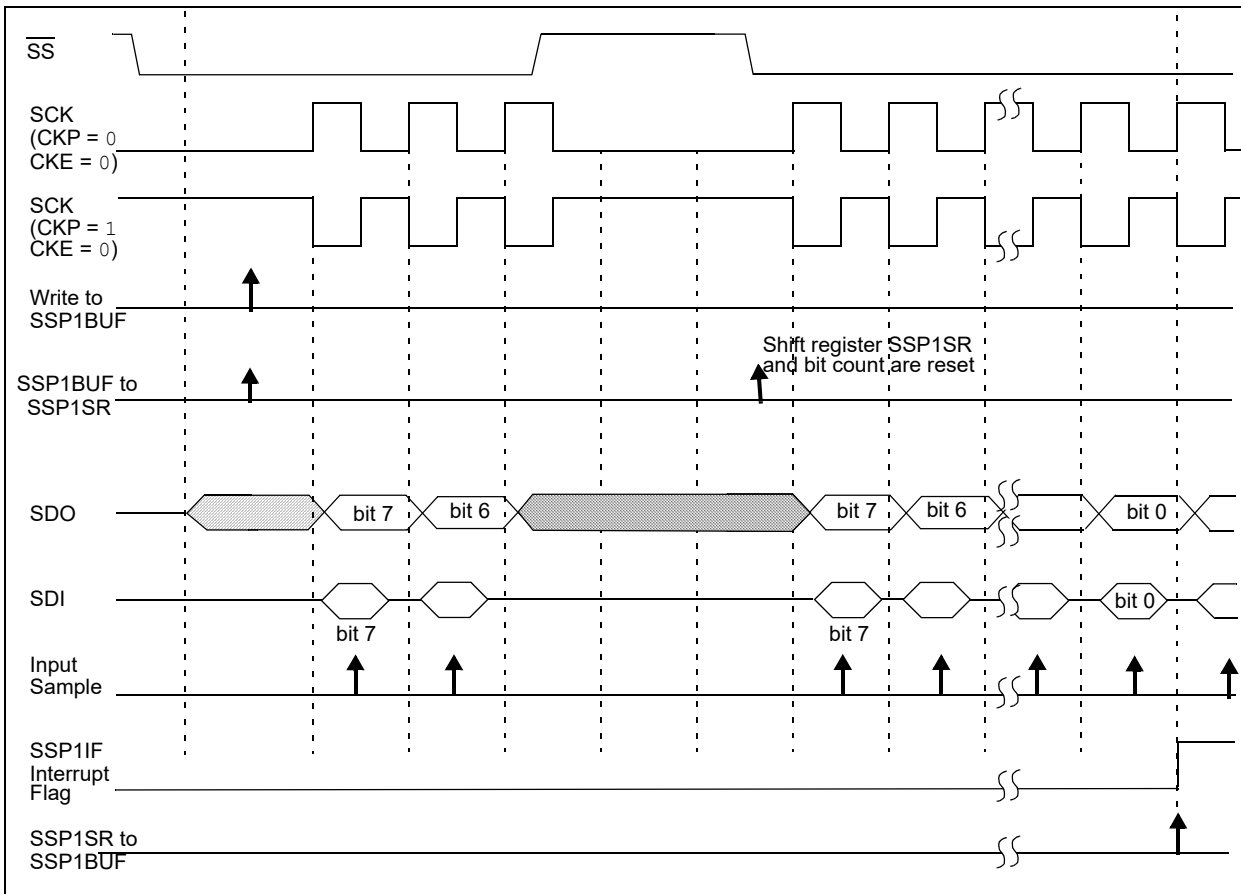 SS
SCK
(CKP = 0
CKE = 0)
SCK
(CKP = 1
CKE = 0)
Write to
SSP1BUF
Shift register SSP1SR
and bit count are reset
SSP1BUF to
SSP1SR
SDO
bit 7
bit 6
bit 7
bit 6
bit 0
SDI
bit 0
bit 7
bit 7
Input
Sample
SSP1IF
Interrupt
Flag
SSP1SR to
SSP1BUF